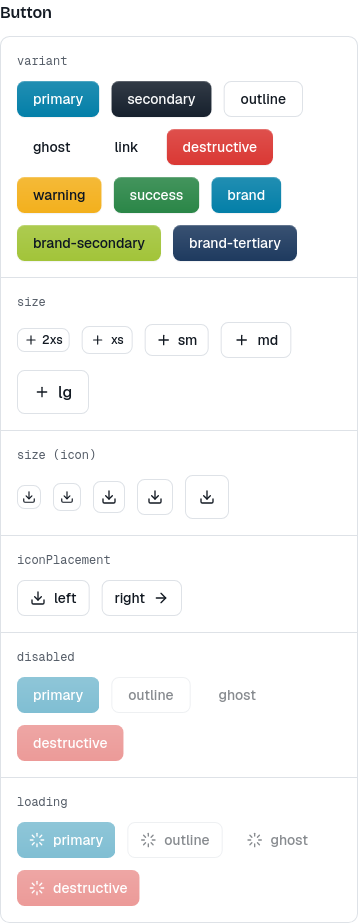 Button
variant
primary secondary outline
ghost link destructive
warning success brand
brand-secondary brand-tertiary
size
2xs xs sm md
lg
size (icon)
iconPlacement
left right
disabled
primary outline ghost
destructive
loading
primary outline ghost
destructive